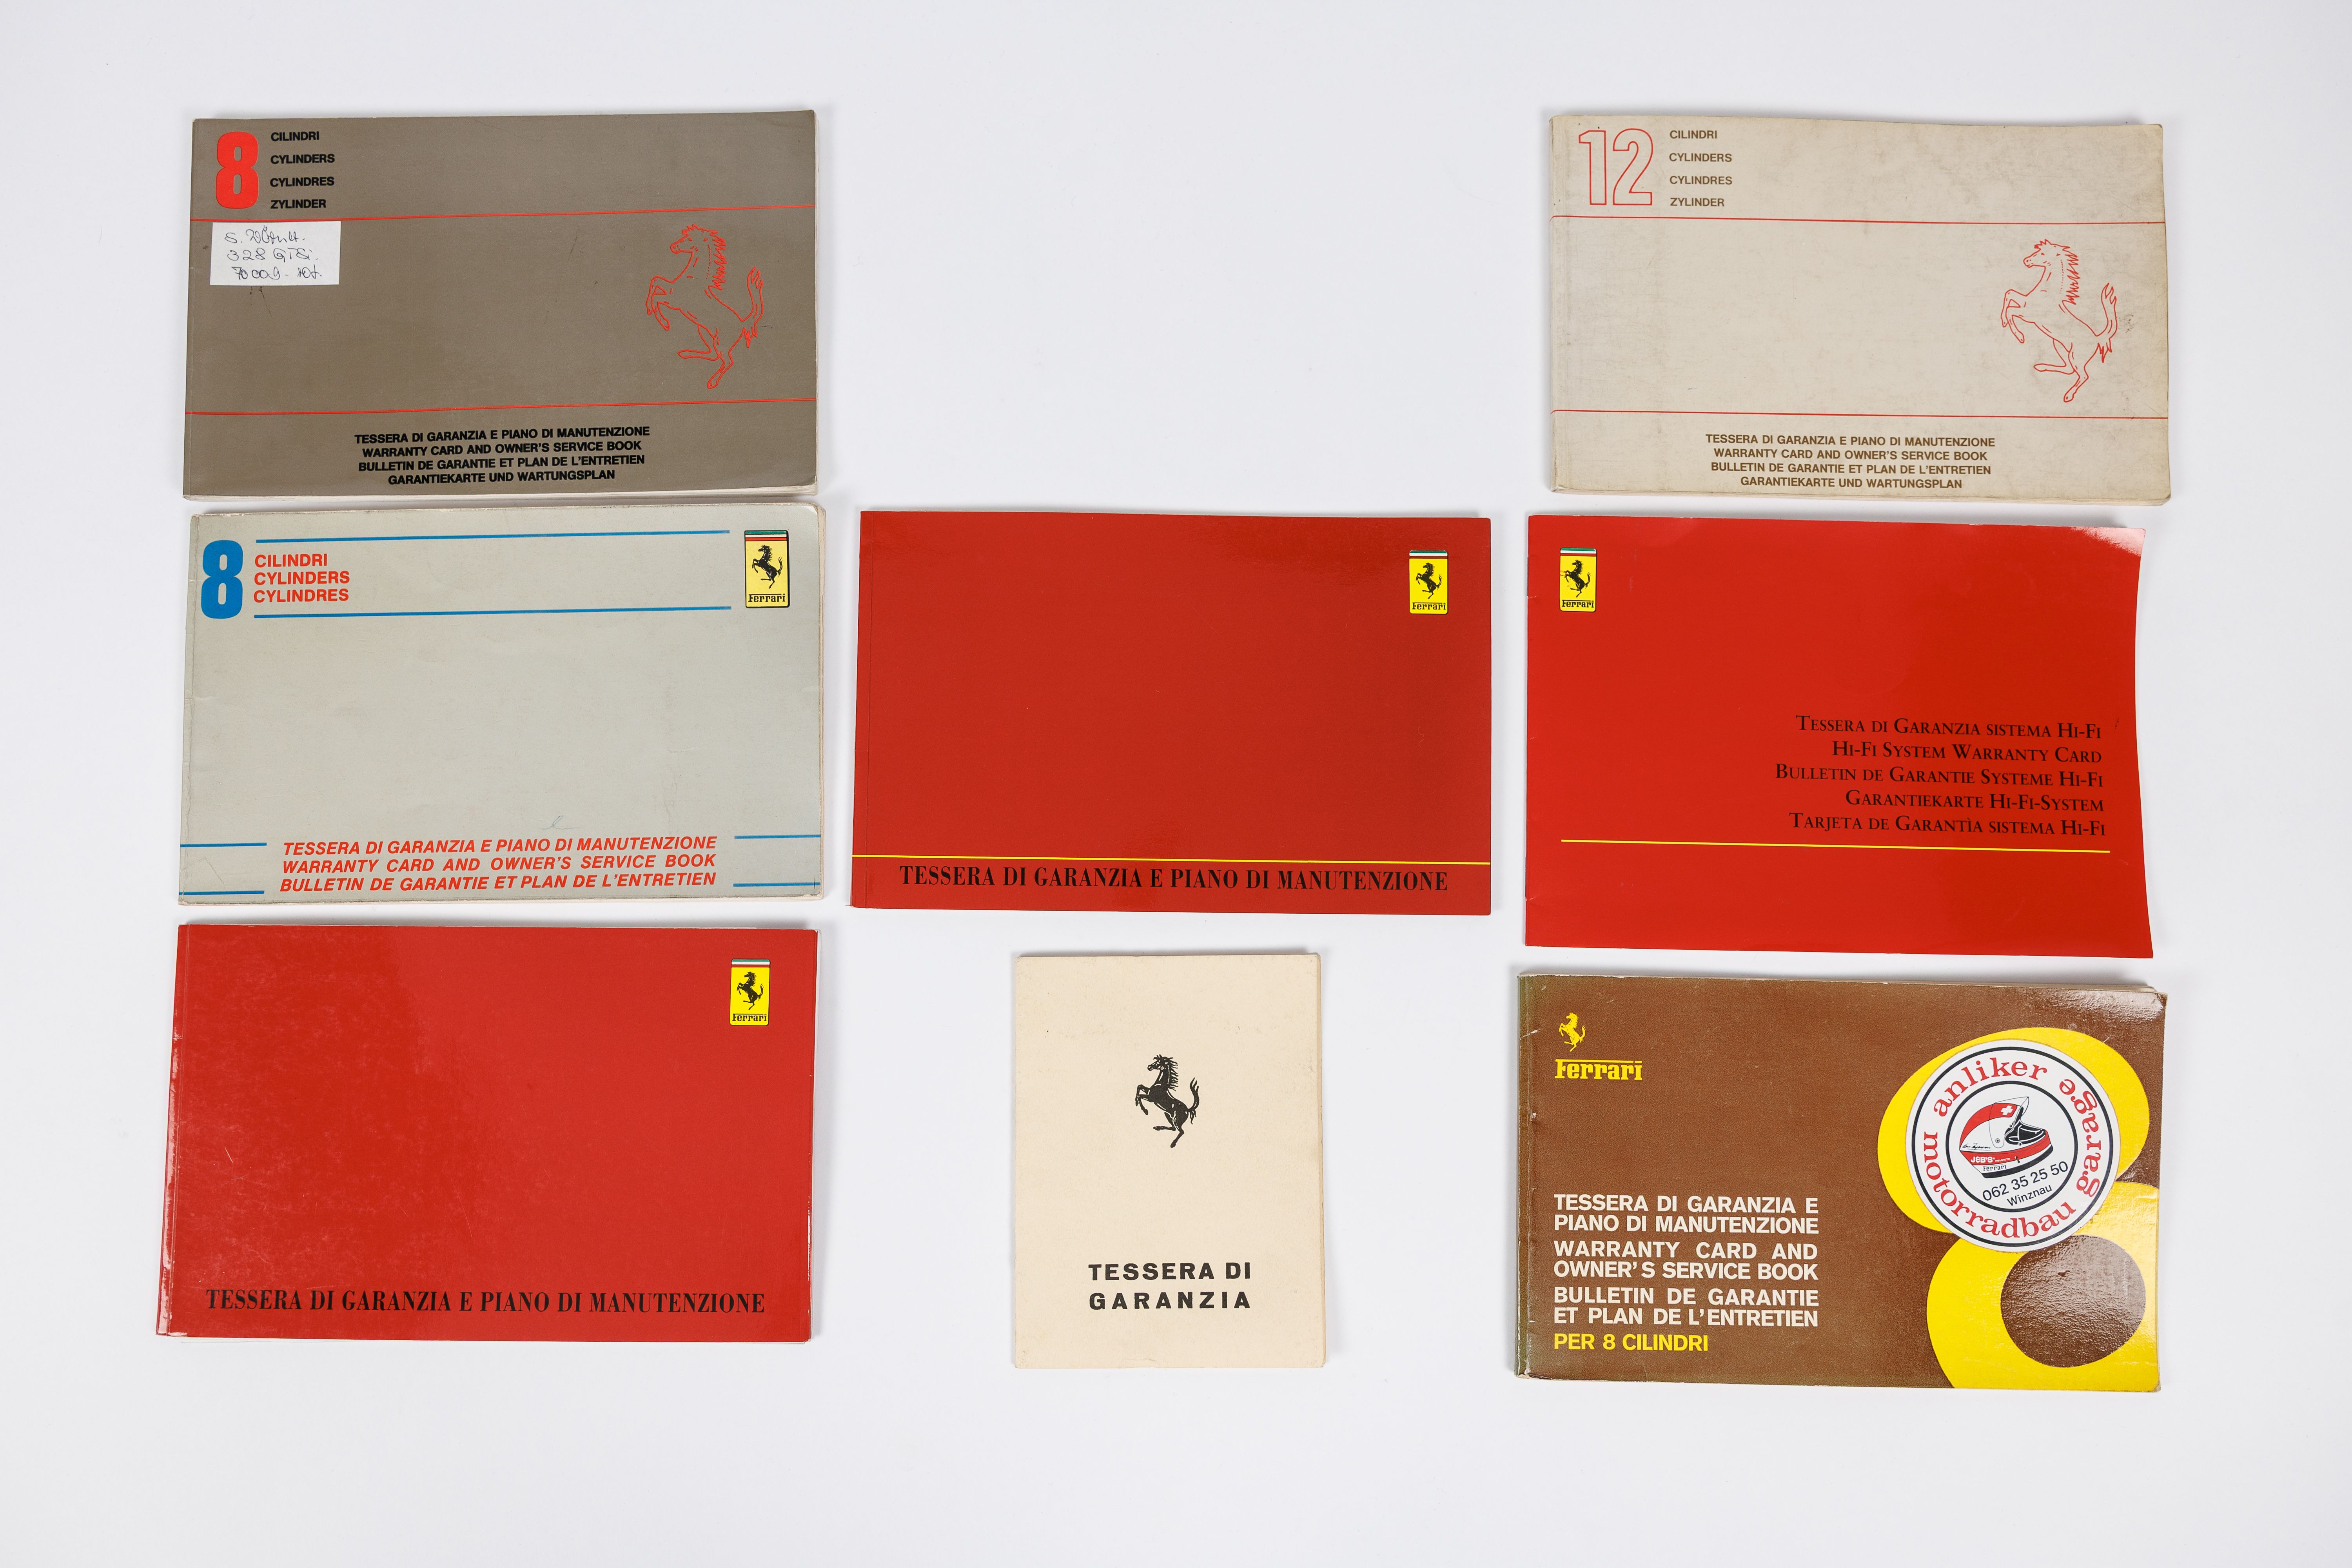 8
CILINDRI
CYLINDERS
CYLINDRES
ZYLINDER
328 GTSi.
TESSERA DI GARANZIA E PIANO DI MANUTENZIONE
WARRANTY CARD AND OWNER'S SERVICE BOOK
BULLETIN DE GARANTIE ET PLAN DE L'ENTRETIEN
GARANTIEKARTE UND WARTUNGSPLAN
12
CILINDRI
CYLINDERS
CYLINDRES
ZYLINDER
TESSERA DI GARANZIA E PIANO DI MANUTENZIONE
WARRANTY CARD AND OWNER'S SERVICE BOOK
BULLETIN DE GARANTIE ET PLAN DE L'ENTRETIEN
GARANTIEKARTE UND WARTUNGSPLAN
8
CILINDRI
CYLINDERS
CYLINDRES
Ferrari
TESSERA DI GARANZIA E PIANO DI MANUTENZIONE
WARRANTY CARD AND OWNER'S SERVICE BOOK
BULLETIN DE GARANTIE ET PLAN DE L'ENTRETIEN
Ferrari
TESSERA DI GARANZIA E PIANO DI MANUTENZIONE
Ferrari
TESSERA DI GARANZIA SISTEMA HI-FI
HI-FI SYSTEM WARRANTY CARD
BULLETIN DE GARANTIE SYSTEME HI-FI
GARANTIEKARTE HI-FI-SYSTEM
TARJETA DE GARANTÌA SISTEMA HI-FI
Ferrari
TESSERA DI GARANZIA E PIANO DI MANUTENZIONE
TESSERA DI
GARANZIA
Ferrari
TESSERA DI GARANZIA E
PIANO DI MANUTENZIONE
WARRANTY CARD AND
OWNER'S SERVICE BOOK
BULLETIN DE GARANTIE
ET PLAN DE L'ENTRETIEN
PER 8 CILINDRI
8
anliker garage
motorradbau
JEB'S
Ferrari
062 35 25 50
Winznau